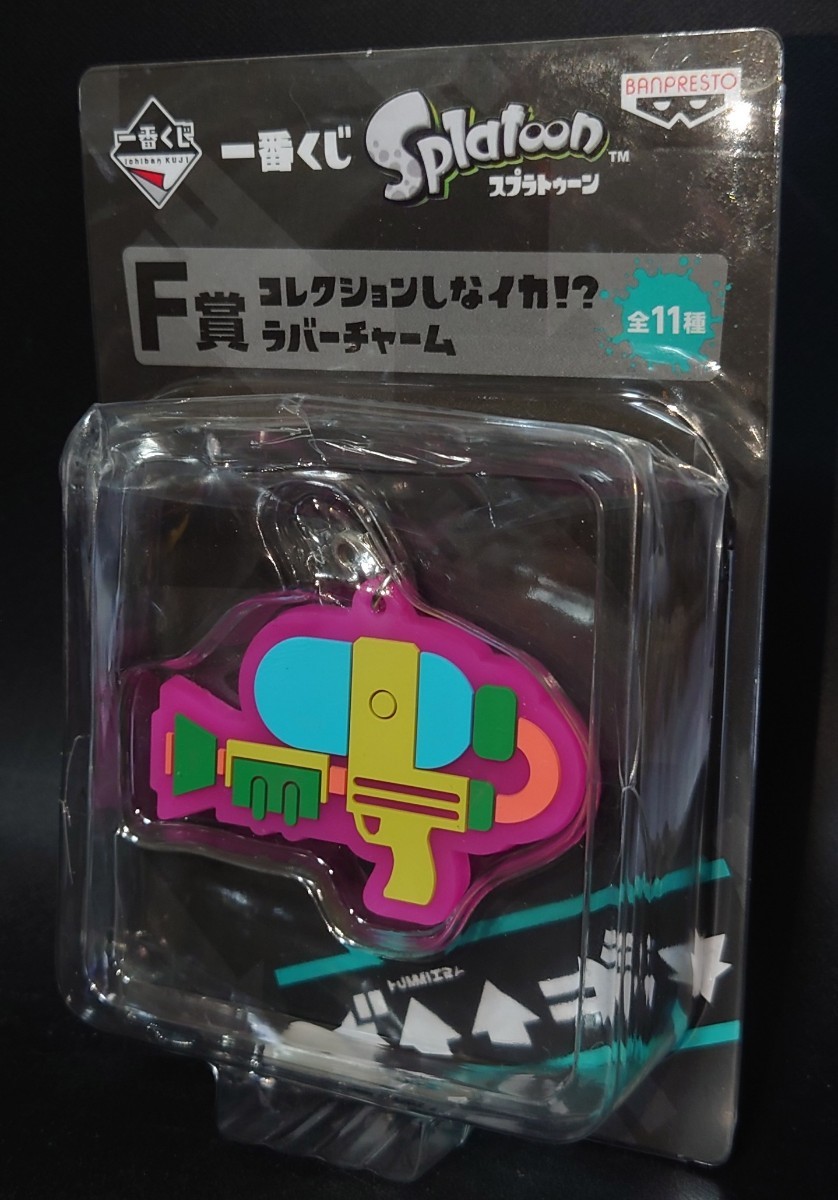 一番くじ
Ichiban KUJI
一番くじ Splatoon™
スプラトゥーン
BANPRESTO
F賞 コレクションしなイカ!?
ラバーチャーム
全11種